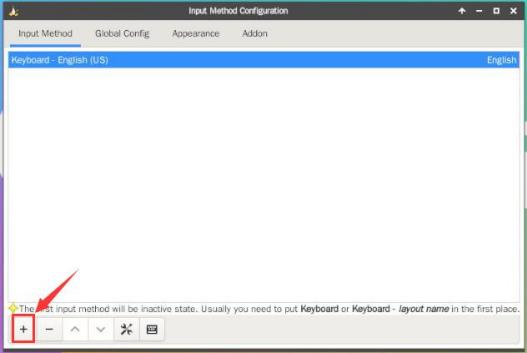 Input Method Configuration
Input Method Global Config Appearance Addon
Keyboard - English (US) English
The st input method will be inactive state. Usually you need to put Keyboard or Keyboard - layout name in the first place.